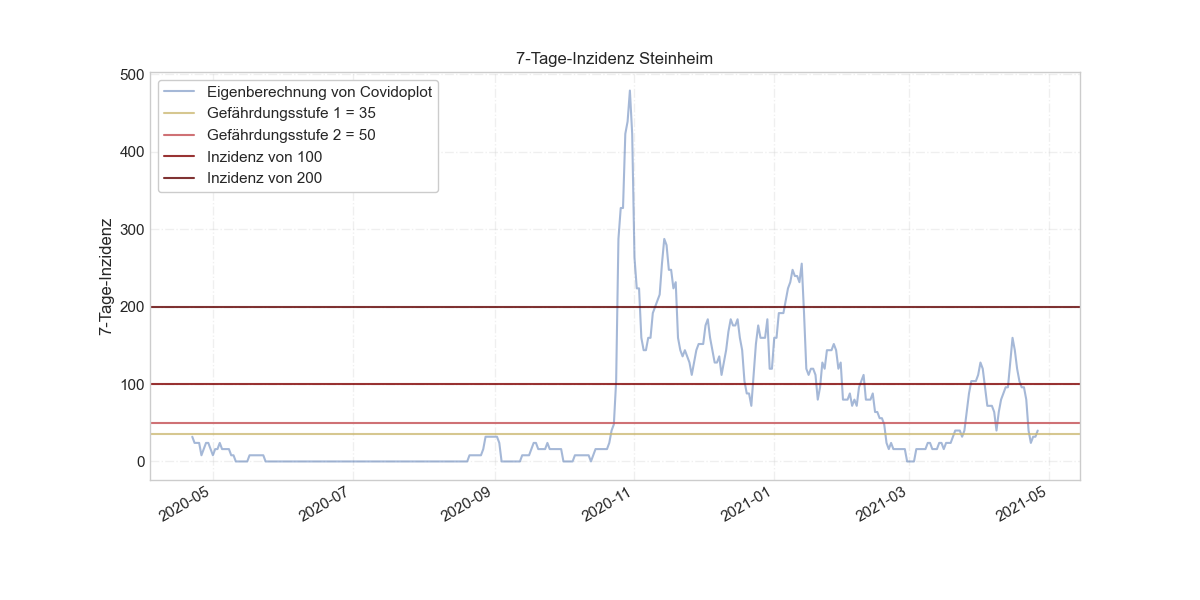 7-Tage-Inzidenz Steinheim
Eigenberechnung von Covidoplot
Gefährdungsstufe 1 = 35
Gefährdungsstufe 2 = 50
Inzidenz von 100
Inzidenz von 200
7-Tage-Inzidenz
500
400
300
200
100
0
2020-05
2020-07
2020-09
2020-11
2021-01
2021-03
2021-05